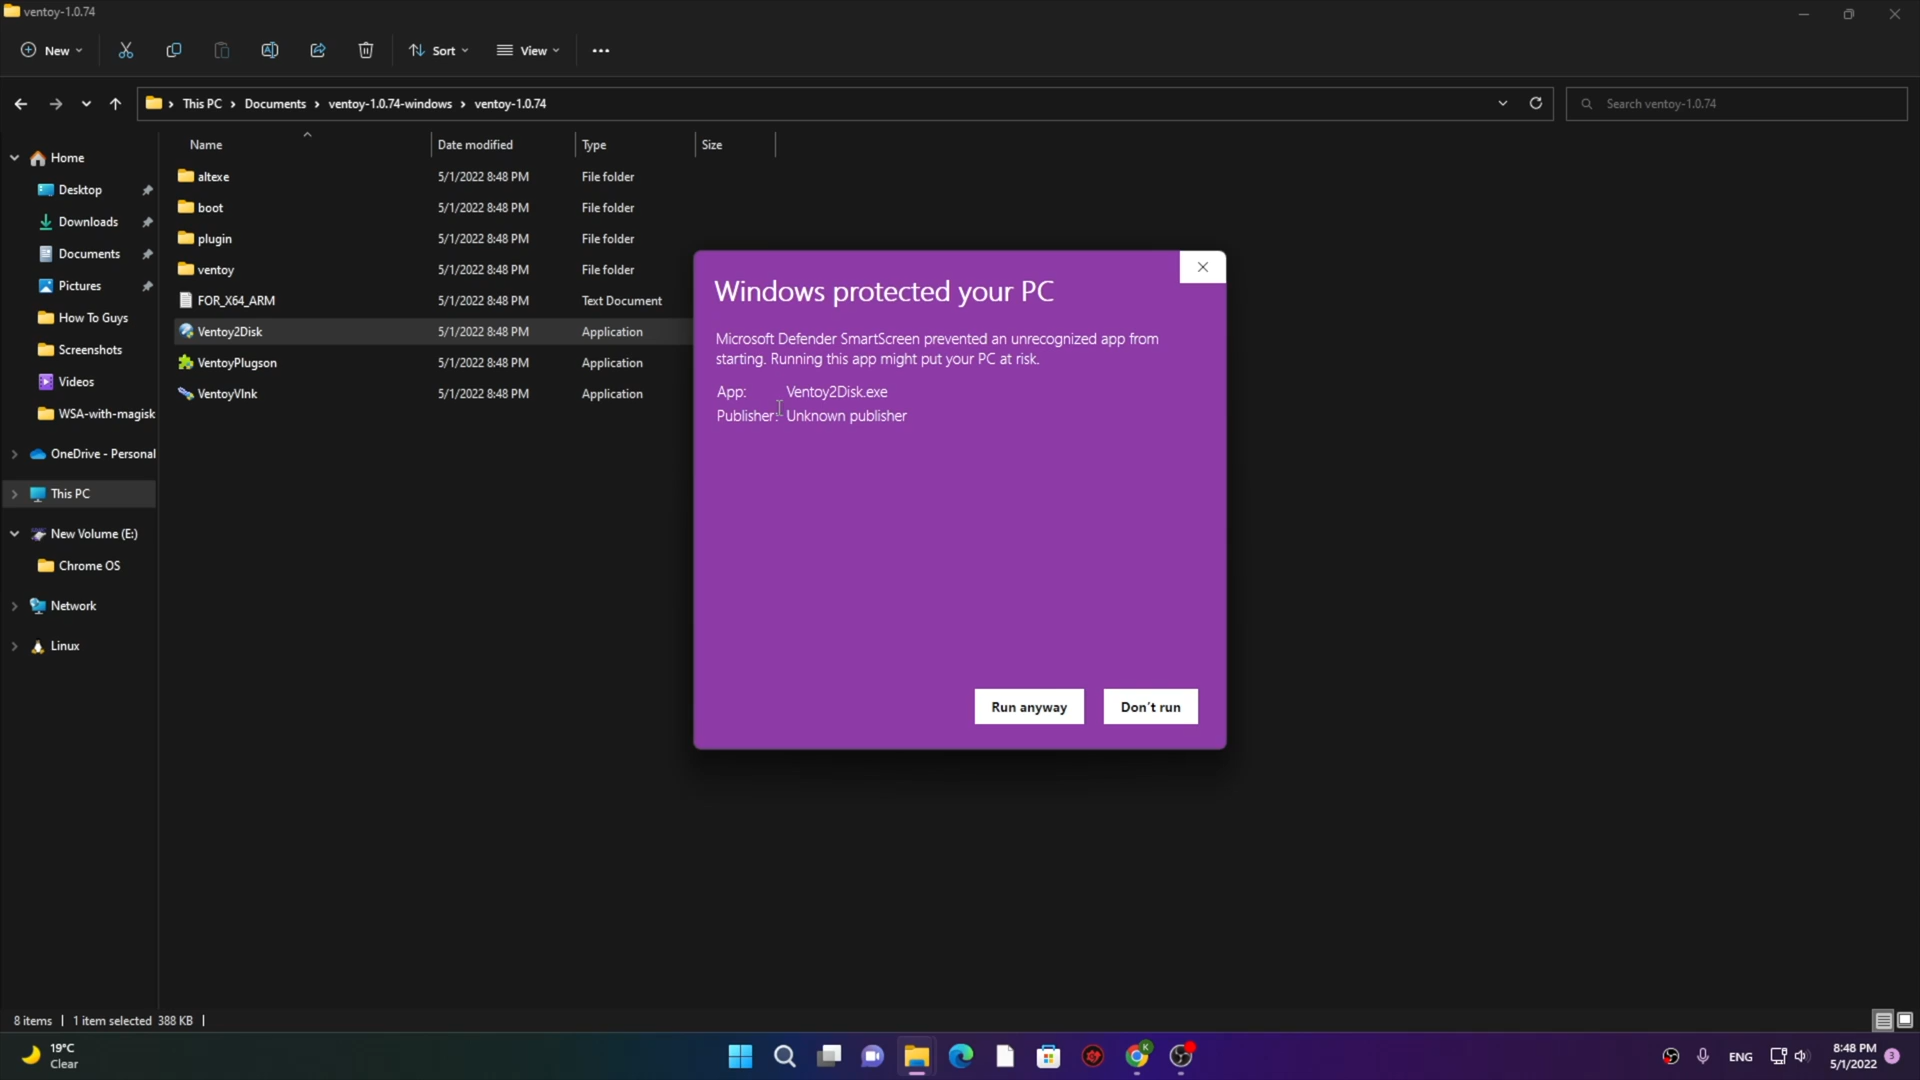 ventoy-1.0.74
New
Sort
View
This PC > Documents > ventoy-1.0.74-windows > ventoy-1.0.74
Search ventoy-1.0.74
Name Date modified Type Size
Home
Desktop
Downloads
Documents
Pictures
How To Guys
Screenshots
Videos
WSA-with-magisk
OneDrive - Personal
This PC
New Volume (E:)
Chrome OS
Network
Linux
altexe 5/1/2022 8:48 PM File folder
boot 5/1/2022 8:48 PM File folder
plugin 5/1/2022 8:48 PM File folder
ventoy 5/1/2022 8:48 PM File folder
FOR_X64_ARM 5/1/2022 8:48 PM Text Document
Ventoy2Disk 5/1/2022 8:48 PM Application
VentoyPlugson 5/1/2022 8:48 PM Application
VentoyVlnk 5/1/2022 8:48 PM Application
Windows protected your PC
Microsoft Defender SmartScreen prevented an unrecognized app from
starting. Running this app might put your PC at risk.
App: Ventoy2Disk.exe
Publisher: Unknown publisher
Run anyway
Don't run
8 items 1 item selected 388 KB
19°C
Clear
K
ENG
8:48 PM
5/1/2022
3